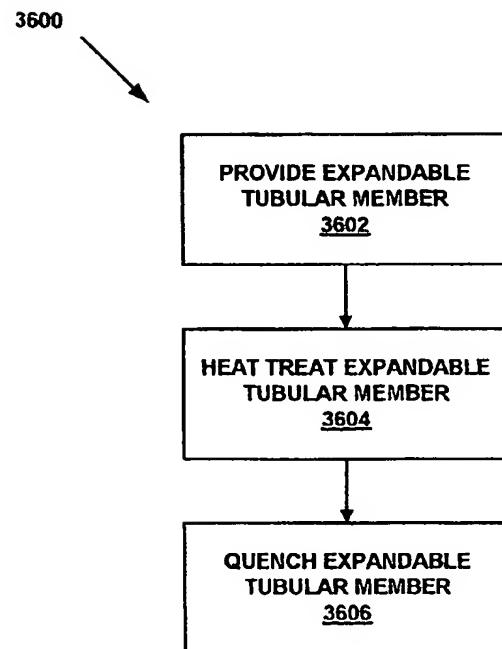 3600
PROVIDE EXPANDABLE
TUBULAR MEMBER
3602
HEAT TREAT EXPANDABLE
TUBULAR MEMBER
3604
QUENCH EXPANDABLE
TUBULAR MEMBER
3606